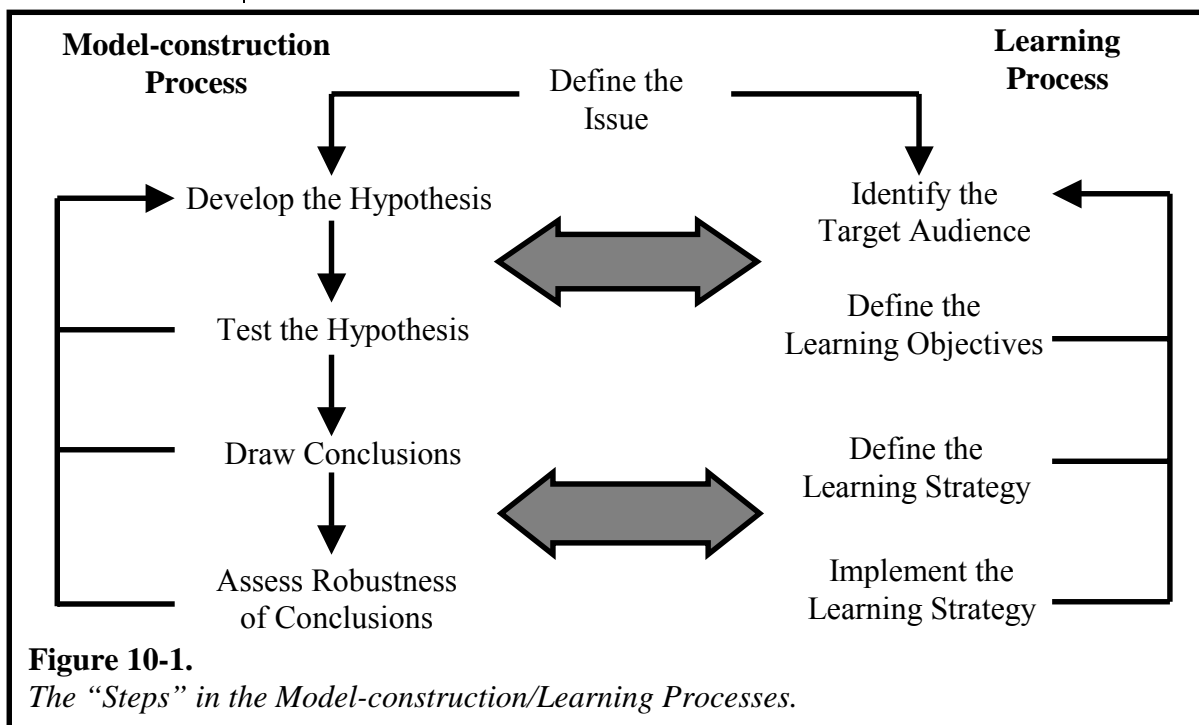 Model-construction
Process
Learning
Process
Define the
Issue
Develop the Hypothesis
Identify the
Target Audience
Test the Hypothesis
Define the
Learning Objectives
Draw Conclusions
Define the
Learning Strategy
Assess Robustness
of Conclusions
Implement the
Learning Strategy
Figure 10-1.
The “Steps” in the Model-construction/Learning Processes.